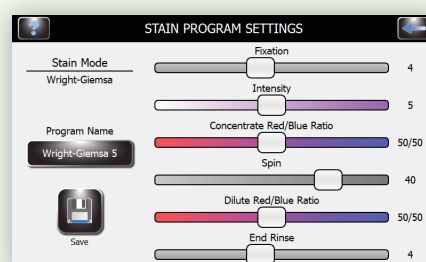 ?
STAIN PROGRAM SETTINGS
Stain Mode
Wright-Giemsa
Program Name
Wright-Giemsa 5
Save
Fixation
4
Intensity
5
Concentrate Red/Blue Ratio
50/50
Spin
40
Dilute Red/Blue Ratio
50/50
End Rinse
4